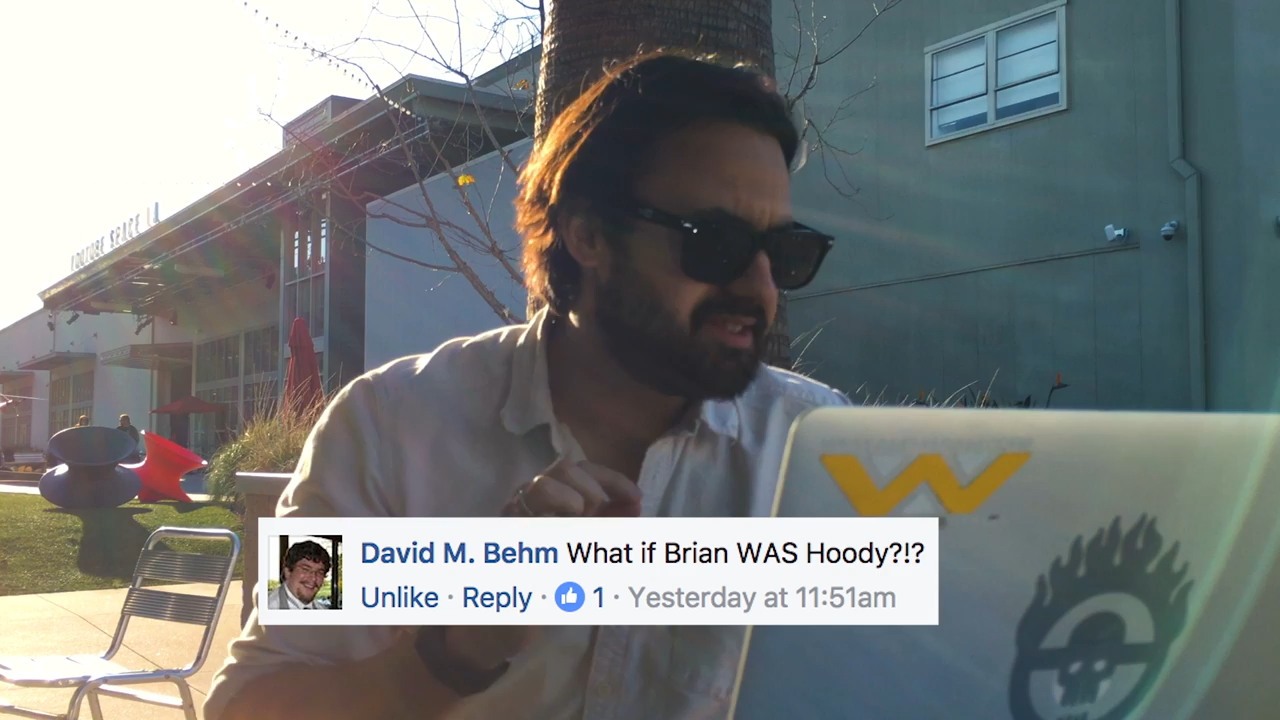 YOUTUBE SPACE LA
David M. Behm What if Brian WAS Hoody?!?
Unlike · Reply · 1 · Yesterday at 11:51am